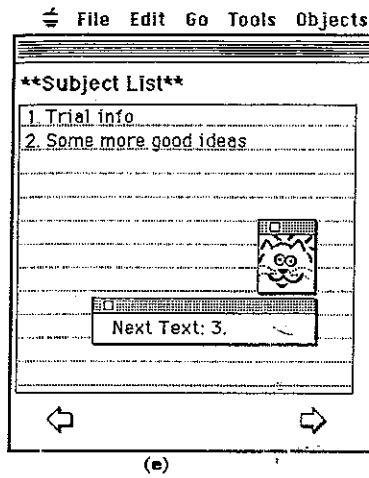 File Edit Go Tools Objects
**Subject List**
1. Trial info
2. Some more good ideas
Next Text: 3.
(e)